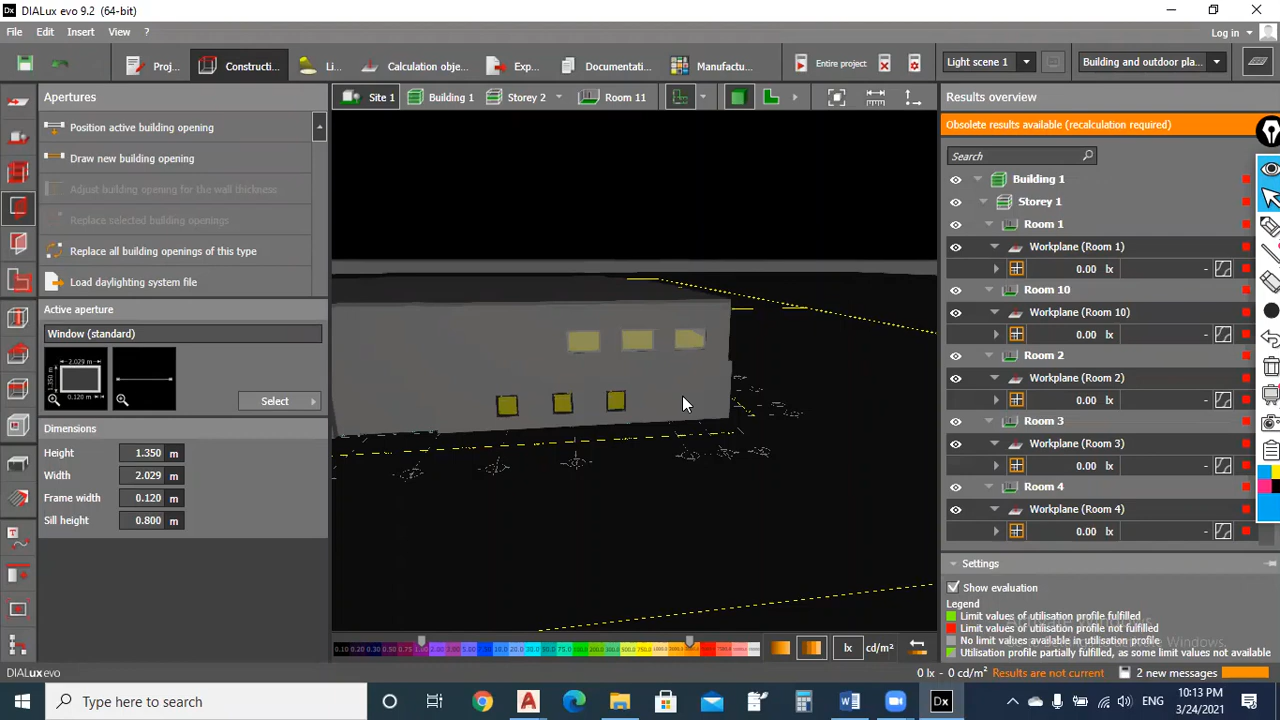 DIALux evo 9.2 (64-bit)
File Edit Insert View ?
Log in
Proj...
Constructi...
Li...
Calculation obje...
Exp...
Documentati...
Manufactu...
Entire project
Light scene 1
Building and outdoor pla...
Apertures
Site 1
Building 1
Storey 2
Room 11
Results overview
Position active building opening
Draw new building opening
Adjust building opening for the wall thickness
Replace selected building openings
Replace all building openings of this type
Load daylighting system file
Active aperture
Window (standard)
2.029 m
1.350 m
0.120 m
Select
Dimensions
Height 1.350 m
Width 2.029 m
Frame width 0.120 m
Sill height 0.800 m
Obsolete results available (recalculation required)
Search
Building 1
Storey 1
Room 1
Workplane (Room 1)
0.00 lx -
Room 10
Workplane (Room 10)
0.00 lx -
Room 2
Workplane (Room 2)
0.00 lx -
Room 3
Workplane (Room 3)
0.00 lx -
Room 4
Workplane (Room 4)
0.00 lx -
Settings
Show evaluation
Legend
Limit values of utilisation profile fulfilled
Limit values of utilisation profile not fulfilled
No limit values available in utilisation profile
Utilisation profile partially fulfilled, as some limit values not available
lx
cd/m²
DIALux evo
0 lx - 0 cd/m²
Results are not current
2 new messages
Type here to search
ENG
10:13 PM
3/24/2021